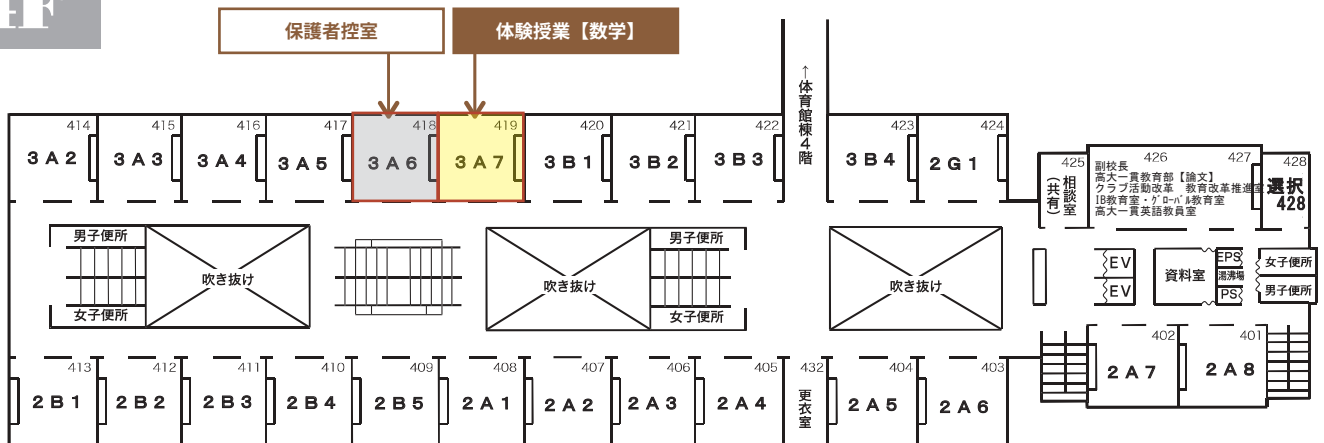 4F
保護者控室
体験授業【数学】
↑体育館棟4階
414
3A2
415
3A3
416
3A4
417
3A5
418
3A6
419
3A7
420
3B1
421
3B2
422
3B3
423
3B4
424
2G1
425
相談室
(共有)
426
427
副校長
高大一貫教育部【論文】
クラブ活動改革 教育改革推進室
IB教育室・グローバル教育室
高大一貫英語教員室
428
選択
428
男子便所
吹き抜け
女子便所
吹き抜け
男子便所
女子便所
吹き抜け
EV
EV
資料室
EPS
湯沸場
PS
女子便所
男子便所
413
2B1
412
2B2
411
2B3
410
2B4
409
2B5
408
2A1
407
2A2
406
2A3
405
2A4
432
更衣室
404
2A5
403
2A6
402
2A7
401
2A8